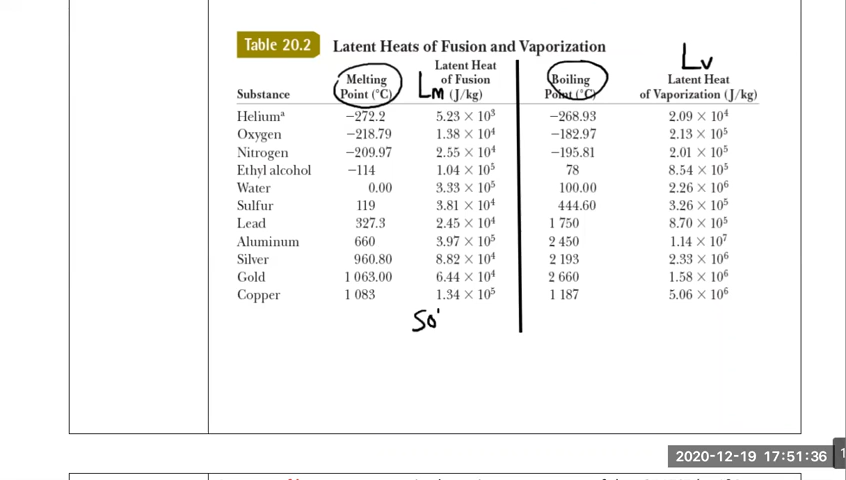 Table 20.2 Latent Heats of Fusion and Vaporization
Lv
Latent Heat
Melting of Fusion Boiling Latent Heat
Substance Point (°C) Lm (J/kg) Point (°C) of Vaporization (J/kg)
Heliumᵃ −272.2 5.23 × 10³ −268.93 2.09 × 10⁴
Oxygen −218.79 1.38 × 10⁴ −182.97 2.13 × 10⁵
Nitrogen −209.97 2.55 × 10⁴ −195.81 2.01 × 10⁵
Ethyl alcohol −114 1.04 × 10⁵ 78 8.54 × 10⁵
Water 0.00 3.33 × 10⁵ 100.00 2.26 × 10⁶
Sulfur 119 3.81 × 10⁴ 444.60 3.26 × 10⁵
Lead 327.3 2.45 × 10⁴ 1 750 8.70 × 10⁵
Aluminum 660 3.97 × 10⁵ 2 450 1.14 × 10⁷
Silver 960.80 8.82 × 10⁴ 2 193 2.33 × 10⁶
Gold 1 063.00 6.44 × 10⁴ 2 660 1.58 × 10⁶
Copper 1 083 1.34 × 10⁵ 1 187 5.06 × 10⁶
2020-12-19 17:51:36